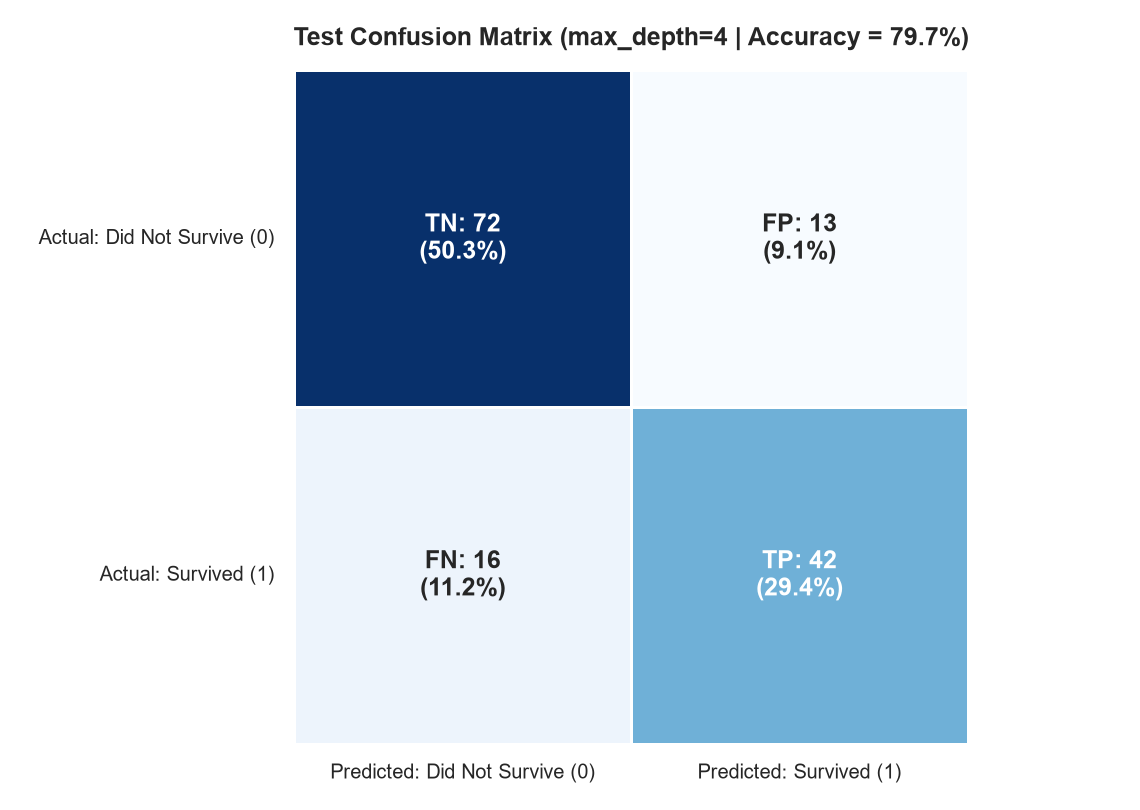 Test Confusion Matrix (max_depth=4 | Accuracy = 79.7%)
Actual: Did Not Survive (0)
TN: 72
(50.3%)
FP: 13
(9.1%)
Actual: Survived (1)
FN: 16
(11.2%)
TP: 42
(29.4%)
Predicted: Did Not Survive (0)
Predicted: Survived (1)